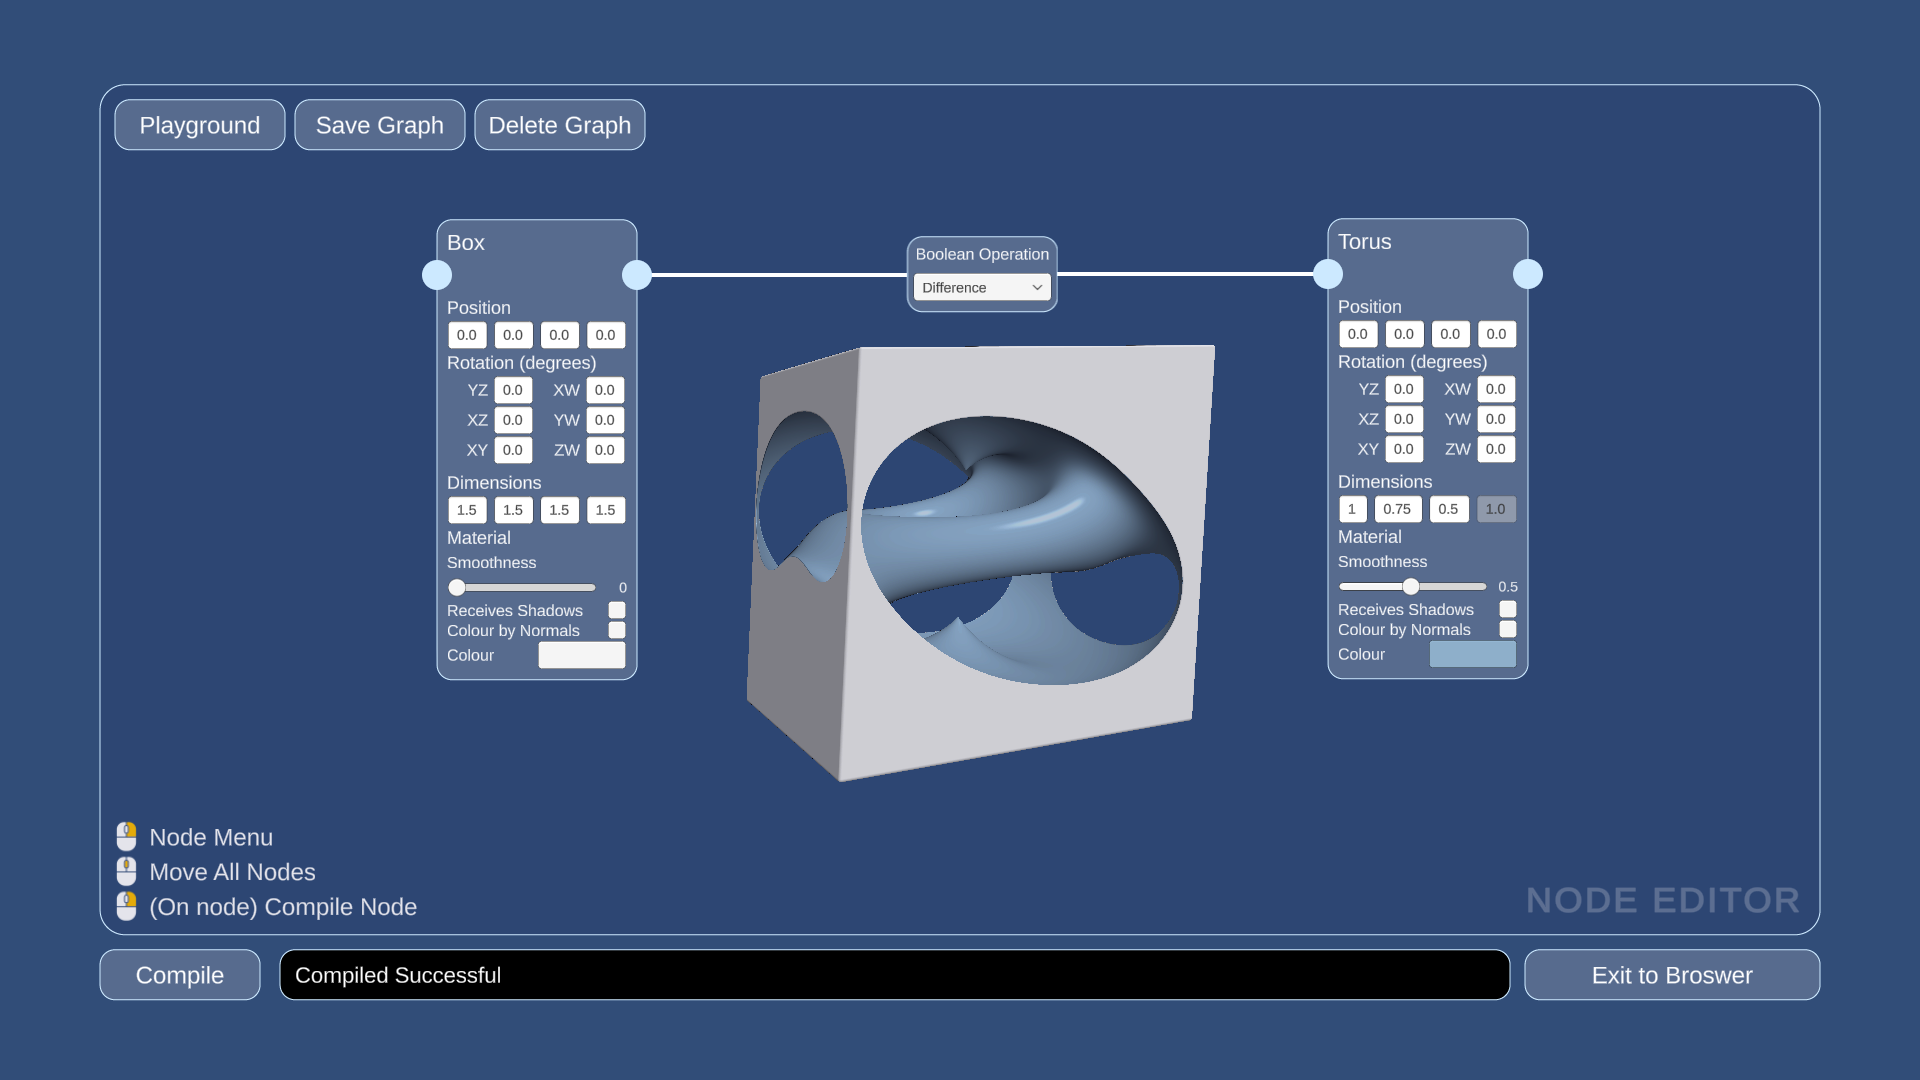 Playground Save Graph Delete Graph
Box
Position
0.0 0.0 0.0 0.0
Rotation (degrees)
YZ 0.0 XW 0.0
XZ 0.0 YW 0.0
XY 0.0 ZW 0.0
Dimensions
1.5 1.5 1.5 1.5
Material
Smoothness
0
Receives Shadows
Colour by Normals
Colour
Boolean Operation
Difference
Torus
Position
0.0 0.0 0.0 0.0
Rotation (degrees)
YZ 0.0 XW 0.0
XZ 0.0 YW 0.0
XY 0.0 ZW 0.0
Dimensions
1 0.75 0.5 1.0
Material
Smoothness
0.5
Receives Shadows
Colour by Normals
Colour
Node Menu
Move All Nodes
(On node) Compile Node
NODE EDITOR
Compile Compiled Successful Exit to Broswer